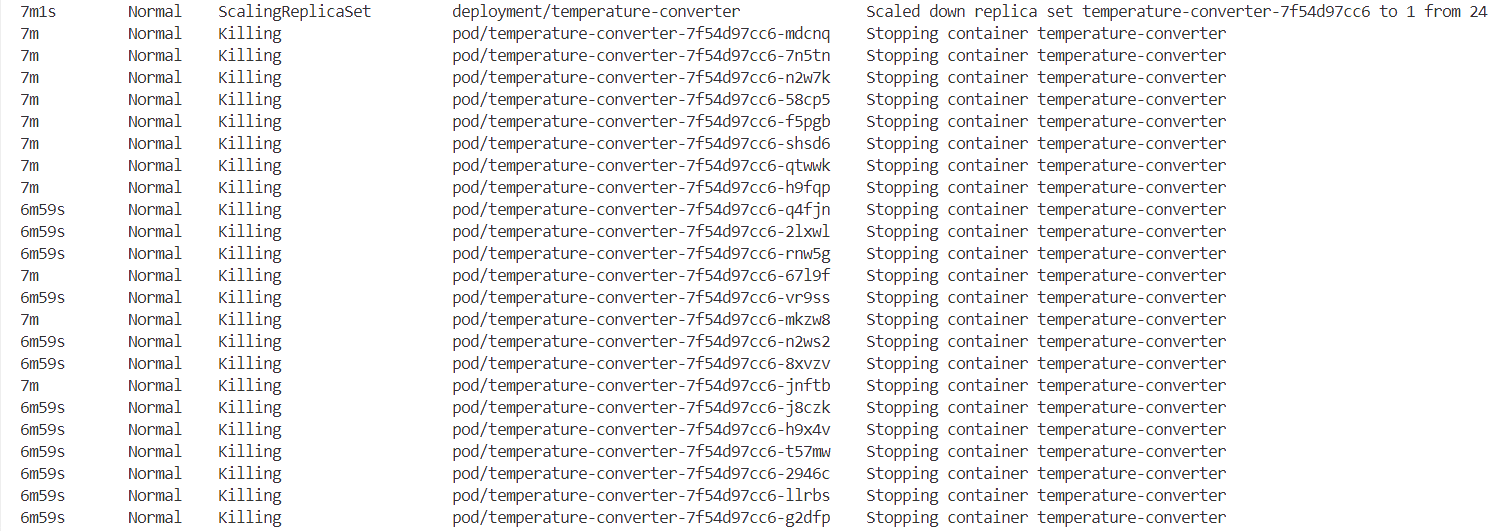 7m1s Normal ScalingReplicaSet deployment/temperature-converter Scaled down replica set temperature-converter-7f54d97cc6 to 1 from 24
7m Normal Killing pod/temperature-converter-7f54d97cc6-mdcnq Stopping container temperature-converter
7m Normal Killing pod/temperature-converter-7f54d97cc6-7n5tn Stopping container temperature-converter
7m Normal Killing pod/temperature-converter-7f54d97cc6-n2w7k Stopping container temperature-converter
7m Normal Killing pod/temperature-converter-7f54d97cc6-58cp5 Stopping container temperature-converter
7m Normal Killing pod/temperature-converter-7f54d97cc6-f5pgb Stopping container temperature-converter
7m Normal Killing pod/temperature-converter-7f54d97cc6-shsd6 Stopping container temperature-converter
7m Normal Killing pod/temperature-converter-7f54d97cc6-qtwwk Stopping container temperature-converter
7m Normal Killing pod/temperature-converter-7f54d97cc6-h9fqp Stopping container temperature-converter
6m59s Normal Killing pod/temperature-converter-7f54d97cc6-q4fjn Stopping container temperature-converter
6m59s Normal Killing pod/temperature-converter-7f54d97cc6-2lxwl Stopping container temperature-converter
6m59s Normal Killing pod/temperature-converter-7f54d97cc6-rnw5g Stopping container temperature-converter
7m Normal Killing pod/temperature-converter-7f54d97cc6-67l9f Stopping container temperature-converter
6m59s Normal Killing pod/temperature-converter-7f54d97cc6-vr9ss Stopping container temperature-converter
7m Normal Killing pod/temperature-converter-7f54d97cc6-mkzw8 Stopping container temperature-converter
6m59s Normal Killing pod/temperature-converter-7f54d97cc6-n2ws2 Stopping container temperature-converter
6m59s Normal Killing pod/temperature-converter-7f54d97cc6-8xvzv Stopping container temperature-converter
7m Normal Killing pod/temperature-converter-7f54d97cc6-jnftb Stopping container temperature-converter
6m59s Normal Killing pod/temperature-converter-7f54d97cc6-j8czk Stopping container temperature-converter
6m59s Normal Killing pod/temperature-converter-7f54d97cc6-h9x4v Stopping container temperature-converter
6m59s Normal Killing pod/temperature-converter-7f54d97cc6-t57mw Stopping container temperature-converter
6m59s Normal Killing pod/temperature-converter-7f54d97cc6-2946c Stopping container temperature-converter
6m59s Normal Killing pod/temperature-converter-7f54d97cc6-llrbs Stopping container temperature-converter
6m59s Normal Killing pod/temperature-converter-7f54d97cc6-g2dfp Stopping container temperature-converter